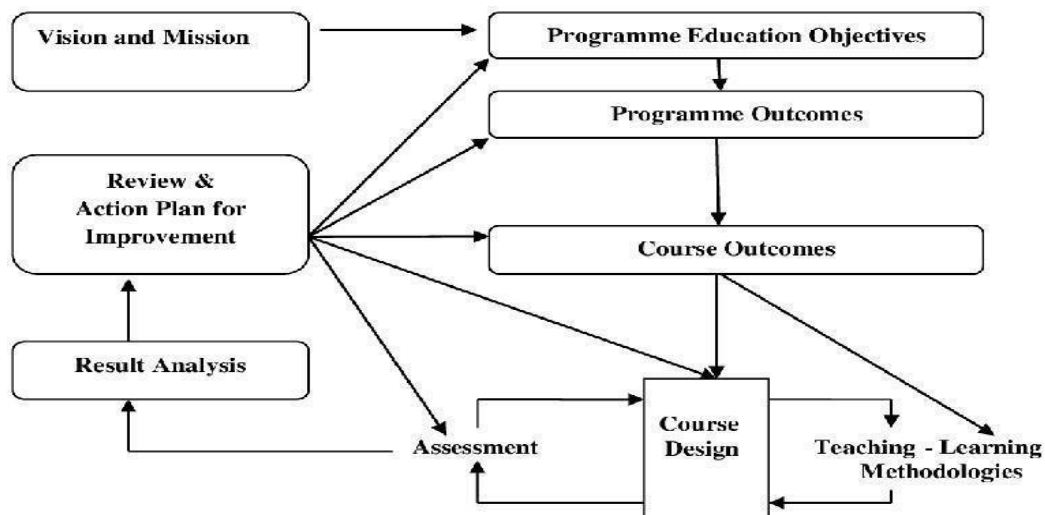 Vision and Mission
Programme Education Objectives
Programme Outcomes
Review &
Action Plan for
Improvement
Course Outcomes
Result Analysis
Assessment
Course
Design
Teaching - Learning
Methodologies